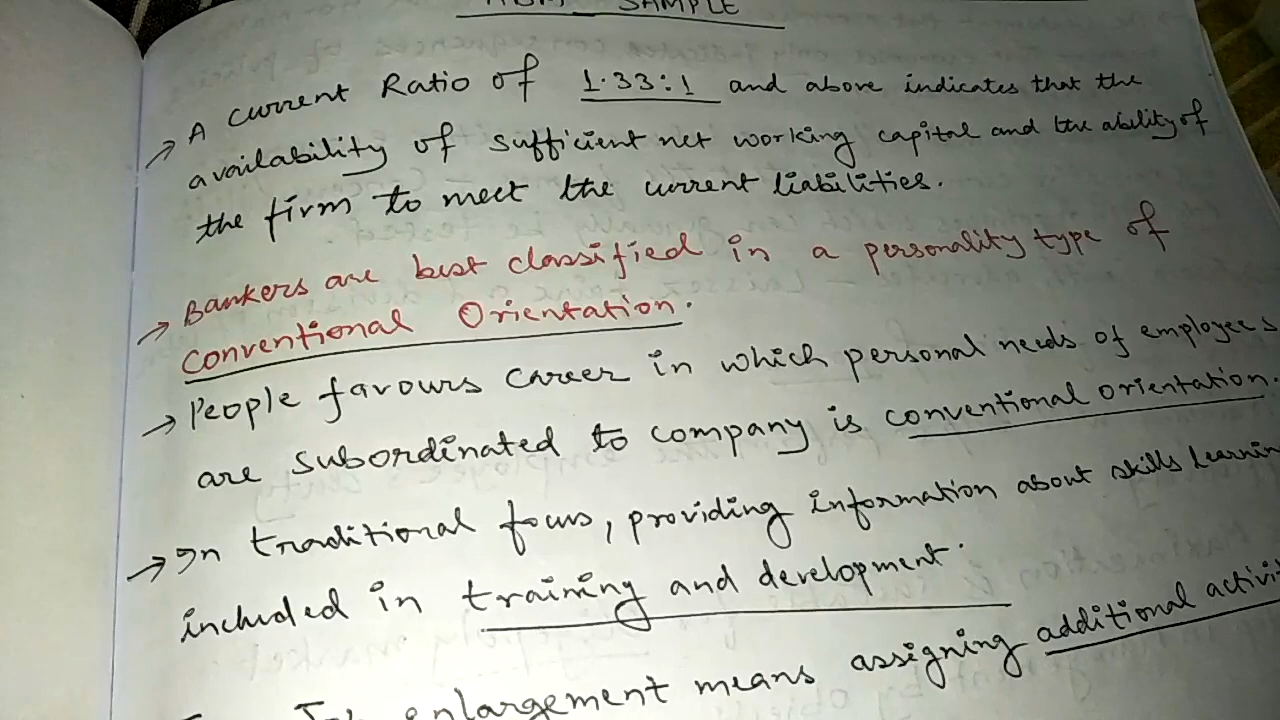 SAMPLE
→ A current Ratio of 1.33:1 and above indicates that the
availability of sufficient net working capital and the ability of
the firm to meet the current liabilities.
→ Bankers are best classified in a personality type of
Conventional Orientation.
→ People favours career in which personal needs of employees
are subordinated to company is conventional orientation.
→ In traditional focus, providing information about skills learnin
included in training and development.
enlargement means assigning additional activi